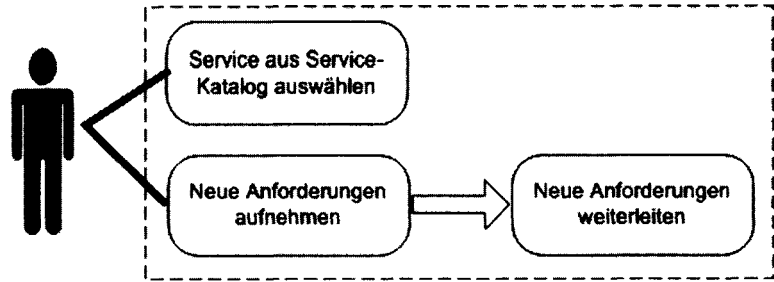 Service aus Service-
Katalog auswählen
Neue Anforderungen
aufnehmen
Neue Anforderungen
weiterleiten